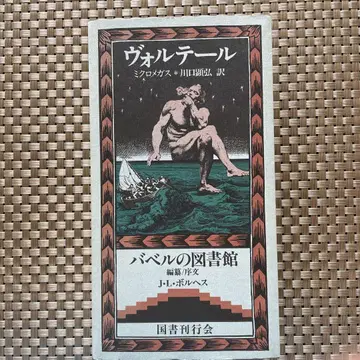 ヴォルテール
ミクロメガス＊川口顕弘 訳
バベルの図書館
編纂/序文
J・L・ボルヘス
国書刊行会